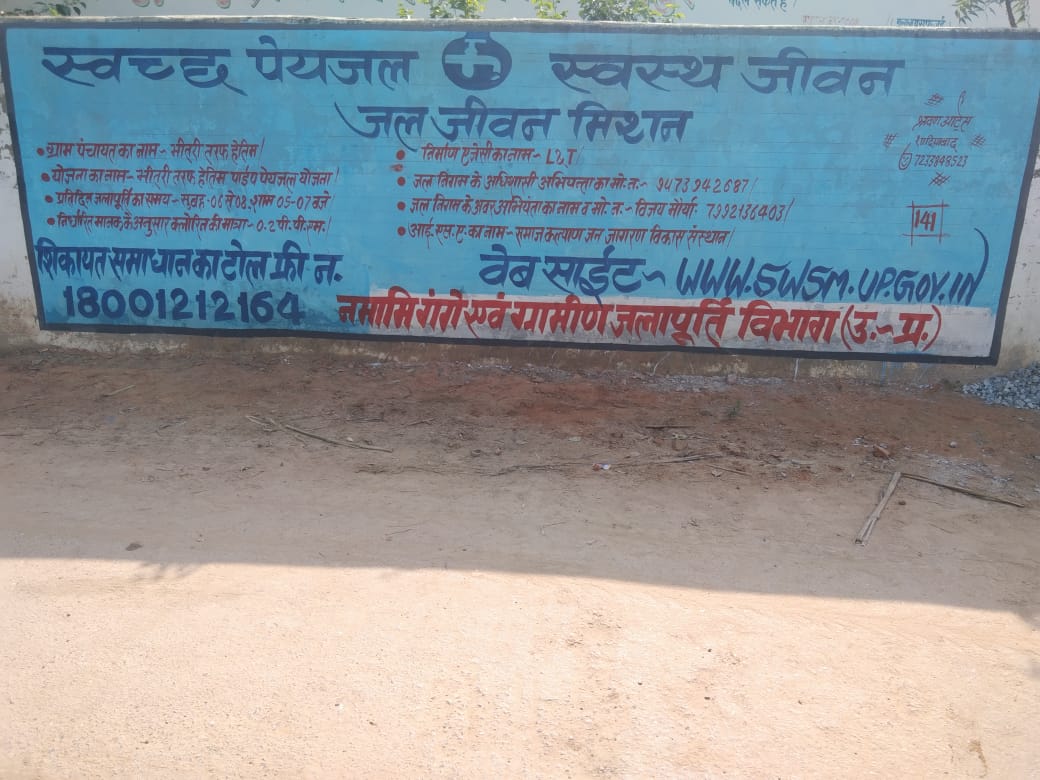 स्वच्छ पेयजल स्वस्थ जीवन
जल जीवन मिशन
• ग्राम पंचायत का नाम - भीतरी तरफ हेतिम।
• योजना का नाम - भीतरी तरफ हेतिम पाईप पेयजल योजना।
• प्रतिदिन जलापूर्ति का समय - सुबह - 06 से 08, शाम 05-07 बजे
• निर्धारित मानक के अनुसार क्लोरिन की मात्रा - 0.2 पी.पी.एम.।
• निर्माण एजेंसी का नाम - L&T।
• जल निगम के अधिशासी अभियन्ता का मो.न.- 9473942687।
• जल निगम के अवर अभियंता का नाम व मो. न.- विजय मौर्या: 7992136403।
• आई.एस.ए. का नाम - समाज कल्याण जन जागरण विकास संस्थान।
शिकायत समाधान का टोल फ्री न.
18001212164
वेब साईट - WWW.SWSM.UP.GOV.IN
नमामि गंगे एवं ग्रामीण जलापूर्ति विभाग (उ.-प्र.)
श्रवण आर्ट्स
141